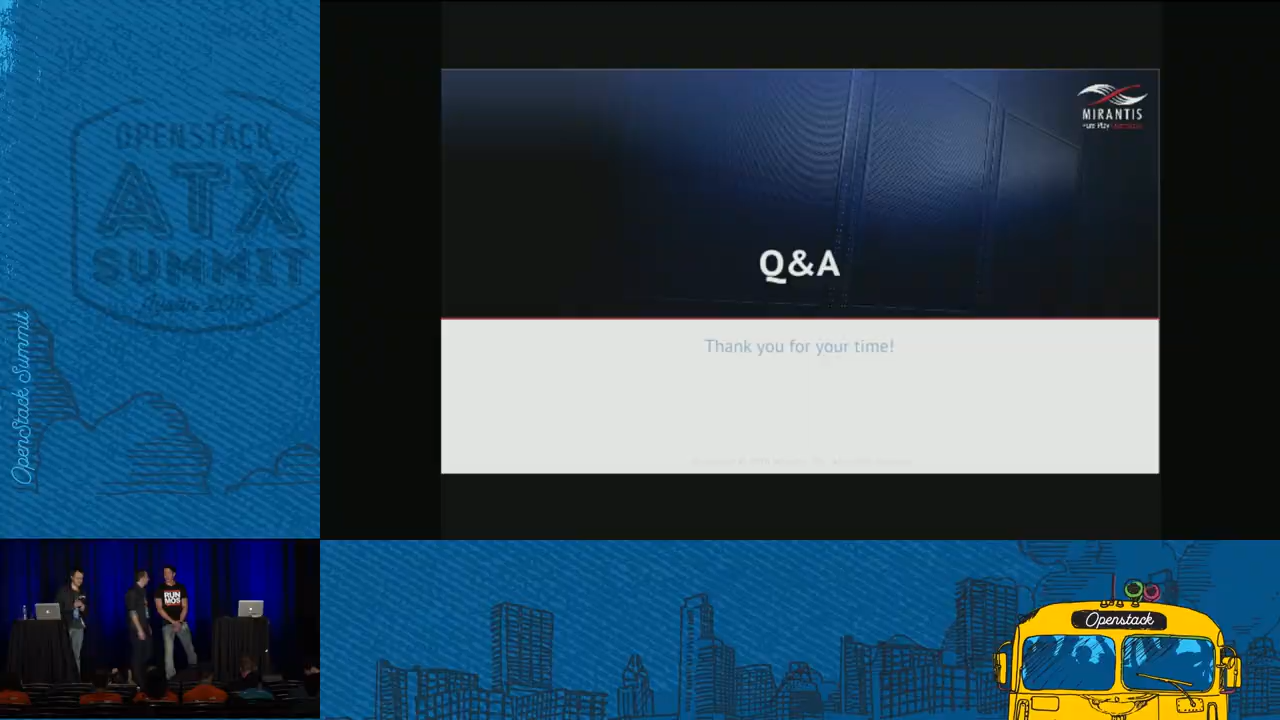 OPENSTACK
ATX
SUMMIT
OpenStack Summit
MIRANTIS
Q&A
Thank you for your time!
RUN
MOS
Openstack